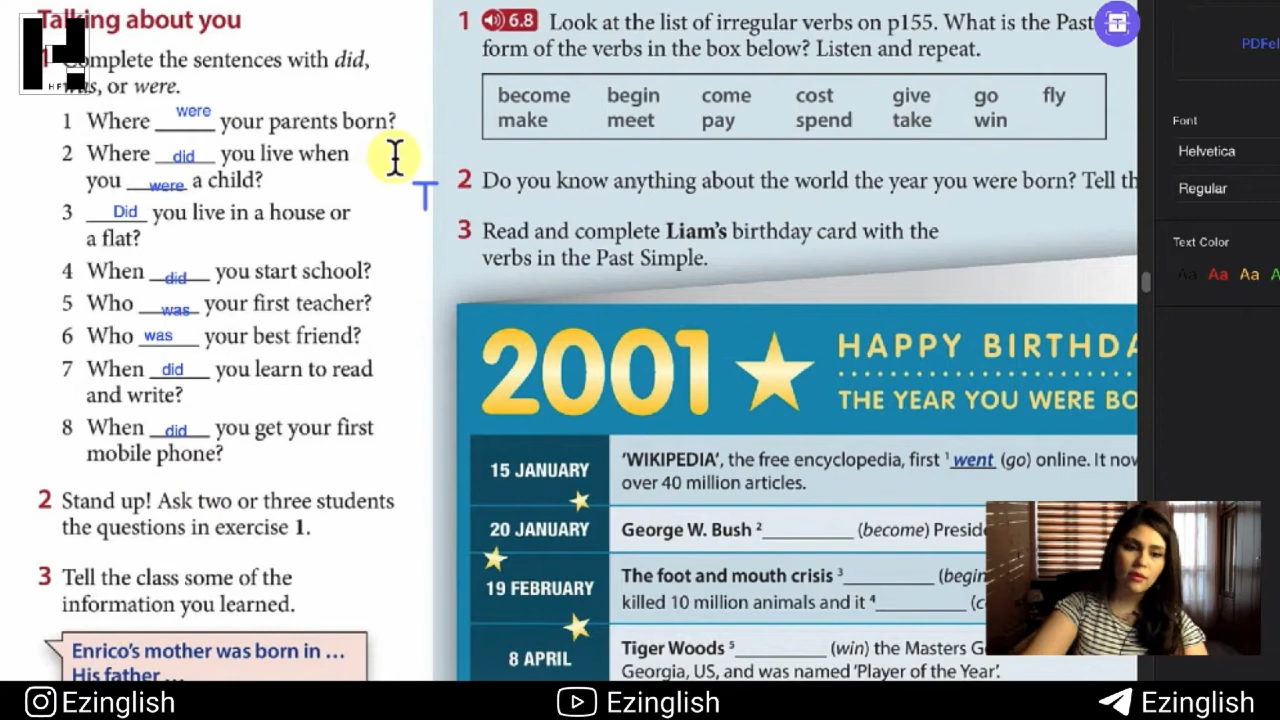 Talking about you
1 Complete the sentences with did,
was, or were.
1 Where were your parents born?
2 Where did you live when
you were a child?
3 Did you live in a house or
a flat?
4 When did you start school?
5 Who was your first teacher?
6 Who was your best friend?
7 When did you learn to read
and write?
8 When did you get your first
mobile phone?
2 Stand up! Ask two or three students
the questions in exercise 1.
3 Tell the class some of the
information you learned.
Enrico's mother was born in …
His father …
1 6.8 Look at the list of irregular verbs on p155. What is the Past
form of the verbs in the box below? Listen and repeat.
become begin come cost give go fly
make meet pay spend take win
2 Do you know anything about the world the year you were born? Tell th
3 Read and complete Liam's birthday card with the
verbs in the Past Simple.
2001 HAPPY BIRTHDA
THE YEAR YOU WERE BO
15 JANUARY
'WIKIPEDIA', the free encyclopedia, first ¹went (go) online. It now
over 40 million articles.
20 JANUARY
George W. Bush ²_________ (become) Presid
19 FEBRUARY
The foot and mouth crisis ³_________ (begin
killed 10 million animals and it ⁴_________ (c
8 APRIL
Tiger Woods ⁵_________ (win) the Masters G
Georgia, US, and was named 'Player of the Year'.
T
PDFel
Font
Helvetica
Regular
Text Color
Aa Aa Aa A
H
HF
Ezinglish
Ezinglish
Ezinglish